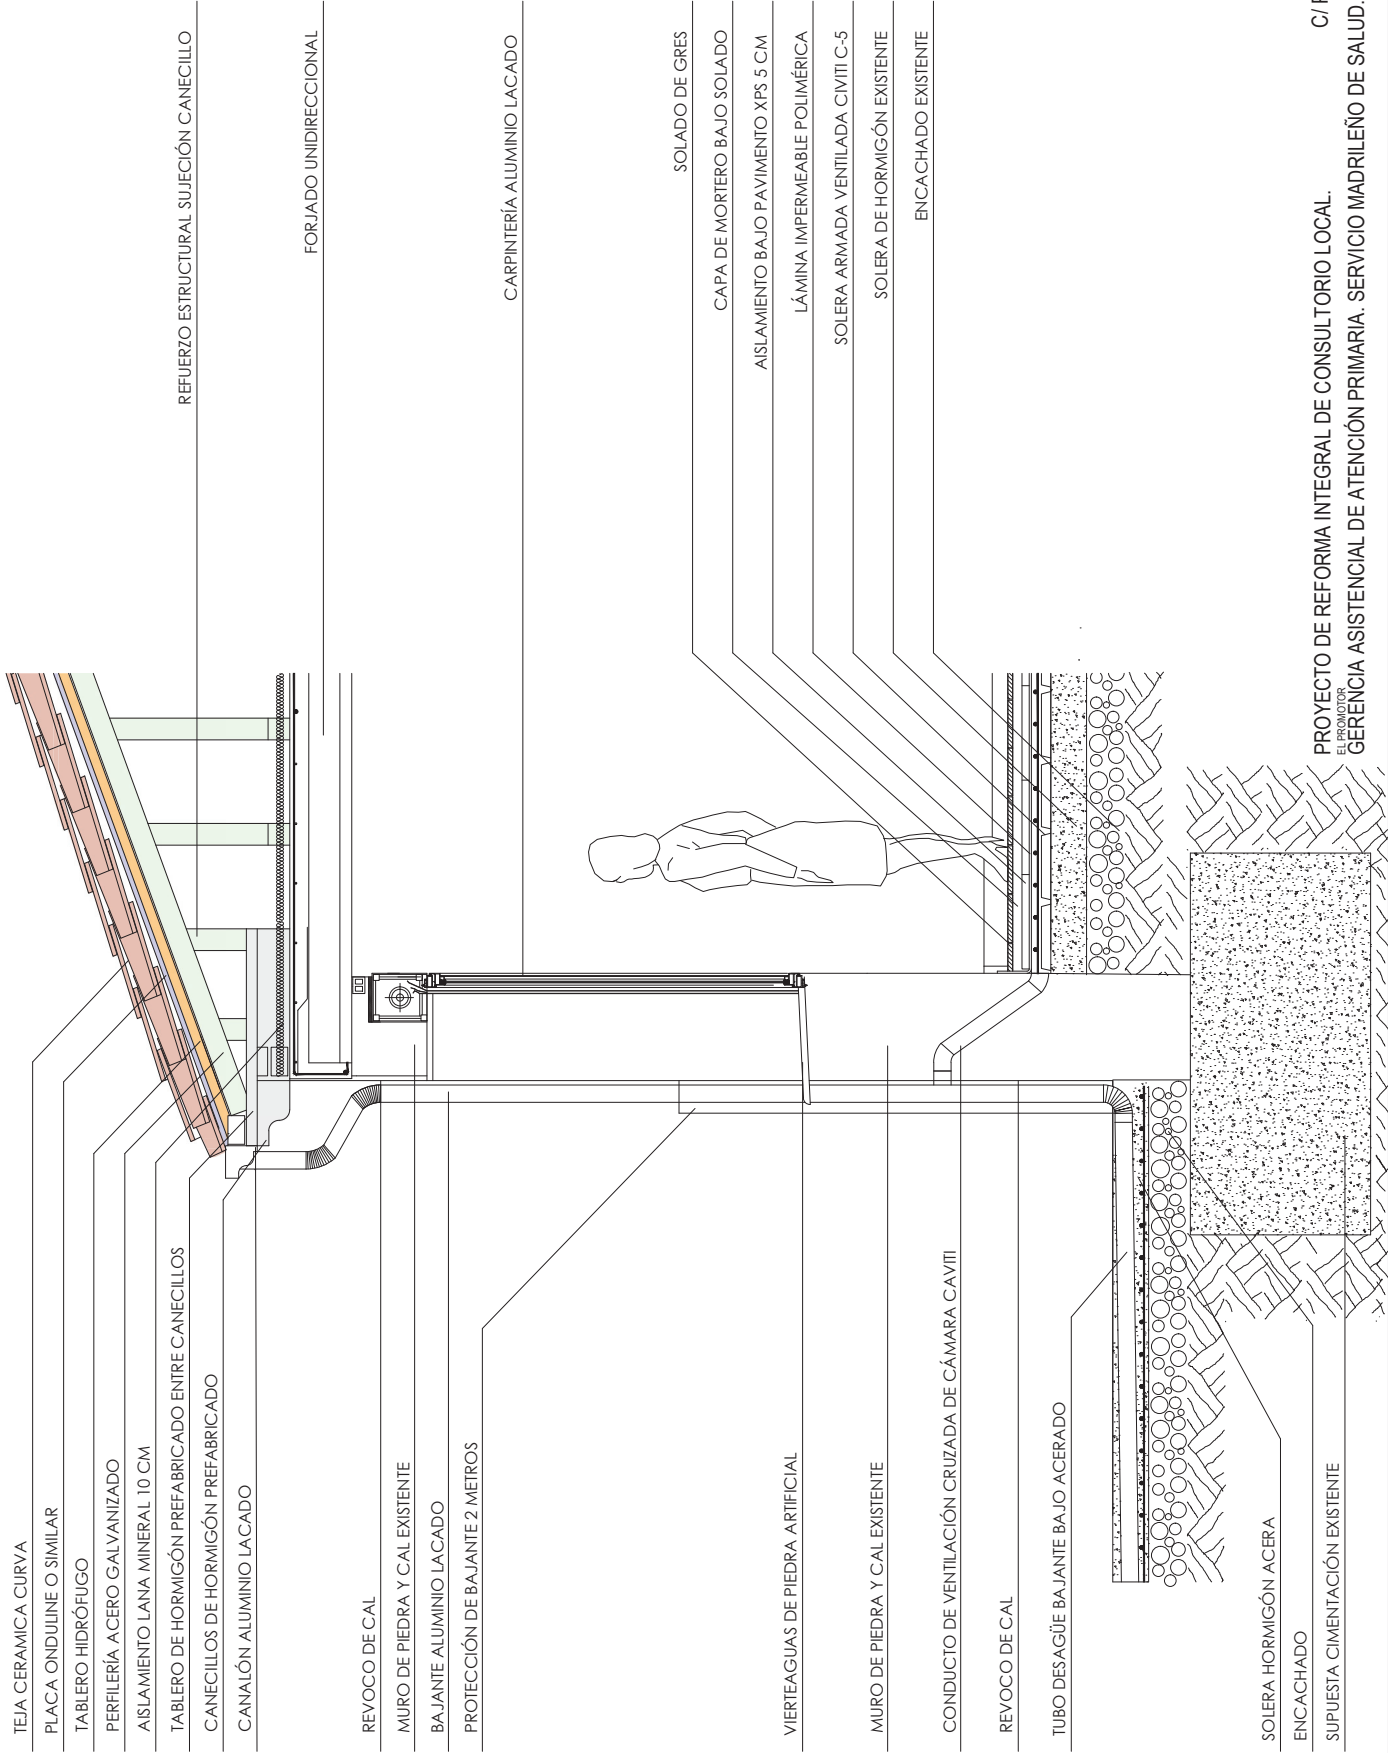 TEJA CERAMICA CURVA
PLACA ONDULINE O SIMILAR
TABLERO HIDRÓFUGO
PERFILERÍA ACERO GALVANIZADO
AISLAMIENTO LANA MINERAL 10 CM
TABLERO DE HORMIGÓN PREFABRICADO ENTRE CANECILLOS
CANECILLOS DE HORMIGÓN PREFABRICADO
CANALÓN ALUMINIO LACADO
REVOCO DE CAL
MURO DE PIEDRA Y CAL EXISTENTE
BAJANTE ALUMINIO LACADO
PROTECCIÓN DE BAJANTE 2 METROS
VIERTEAGUAS DE PIEDRA ARTIFICIAL
MURO DE PIEDRA Y CAL EXISTENTE
CONDUCTO DE VENTILACIÓN CRUZADA DE CÁMARA CAVITI
REVOCO DE CAL
TUBO DESAGÜE BAJANTE BAJO ACERADO
SOLERA HORMIGÓN ACERA
ENCACHADO
SUPUESTA CIMENTACIÓN EXISTENTE
REFUERZO ESTRUCTURAL SUJECIÓN CANECILLO
FORJADO UNIDIRECCIONAL
CARPINTERÍA ALUMINIO LACADO
SOLADO DE GRES
CAPA DE MORTERO BAJO SOLADO
AISLAMIENTO BAJO PAVIMENTO XPS 5 CM
LÁMINA IMPERMEABLE POLIMÉRICA
SOLERA ARMADA VENTILADA CIVITI C-5
SOLERA DE HORMIGÓN EXISTENTE
ENCACHADO EXISTENTE
PROYECTO DE REFORMA INTEGRAL DE CONSULTORIO LOCAL.
C/
EL PROMOTOR
GERENCIA ASISTENCIAL DE ATENCIÓN PRIMARIA. SERVICIO MADRILEÑO DE SALUD.